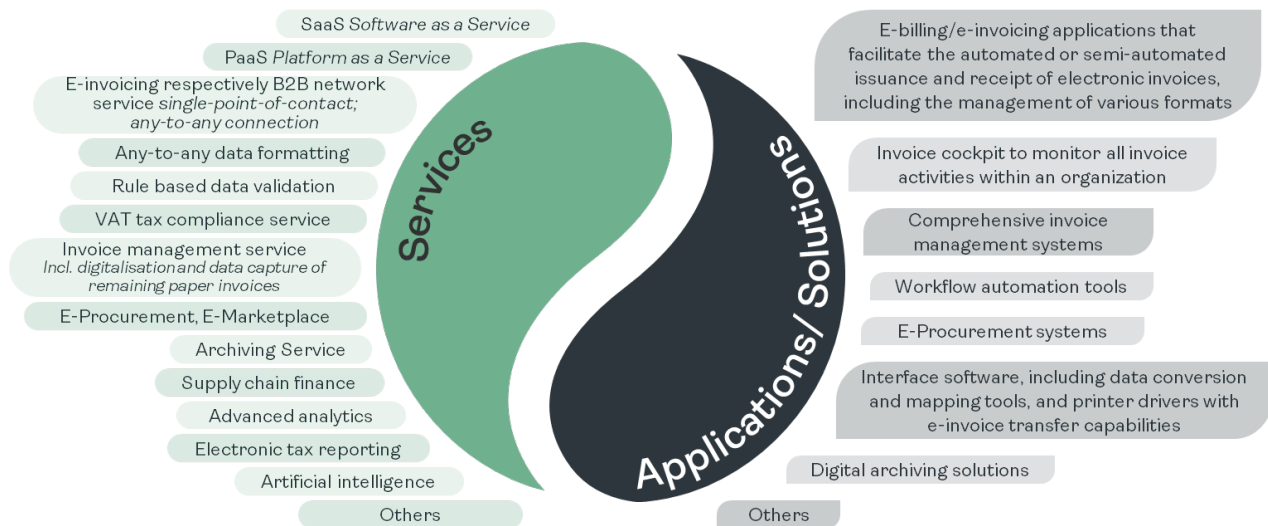 SaaS Software as a Service
PaaS Platform as a Service
E-invoicing respectively B2B network
service single-point-of-contact;
any-to-any connection
Any-to-any data formatting
Rule based data validation
VAT tax compliance service
Invoice management service
Incl. digitalisation and data capture of
remaining paper invoices
E-Procurement, E-Marketplace
Archiving Service
Supply chain finance
Advanced analytics
Electronic tax reporting
Artificial intelligence
Others
Services
Applications/ Solutions
E-billing/e-invoicing applications that
facilitate the automated or semi-automated
issuance and receipt of electronic invoices,
including the management of various formats
Invoice cockpit to monitor all invoice
activities within an organization
Comprehensive invoice
management systems
Workflow automation tools
E-Procurement systems
Interface software, including data conversion
and mapping tools, and printer drivers with
e-invoice transfer capabilities
Digital archiving solutions
Others